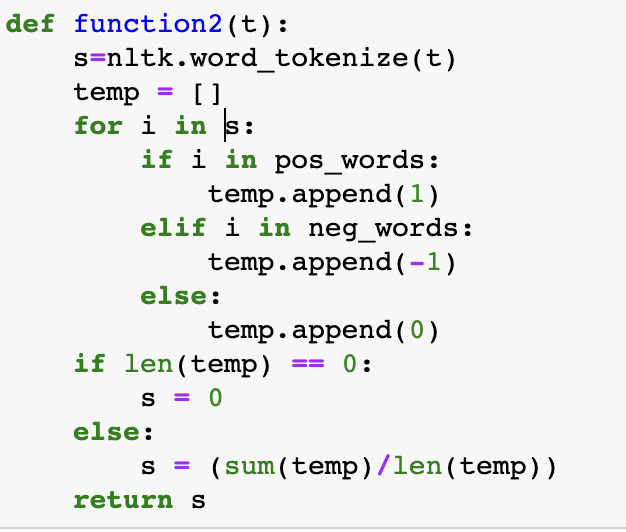 def function2(t):
    s=nltk.word_tokenize(t)
    temp = []
    for i in s:
        if i in pos_words:
            temp.append(1)
        elif i in neg_words:
            temp.append(-1)
        else:
            temp.append(0)
    if len(temp) == 0:
        s = 0
    else:
        s = (sum(temp)/len(temp))
    return s